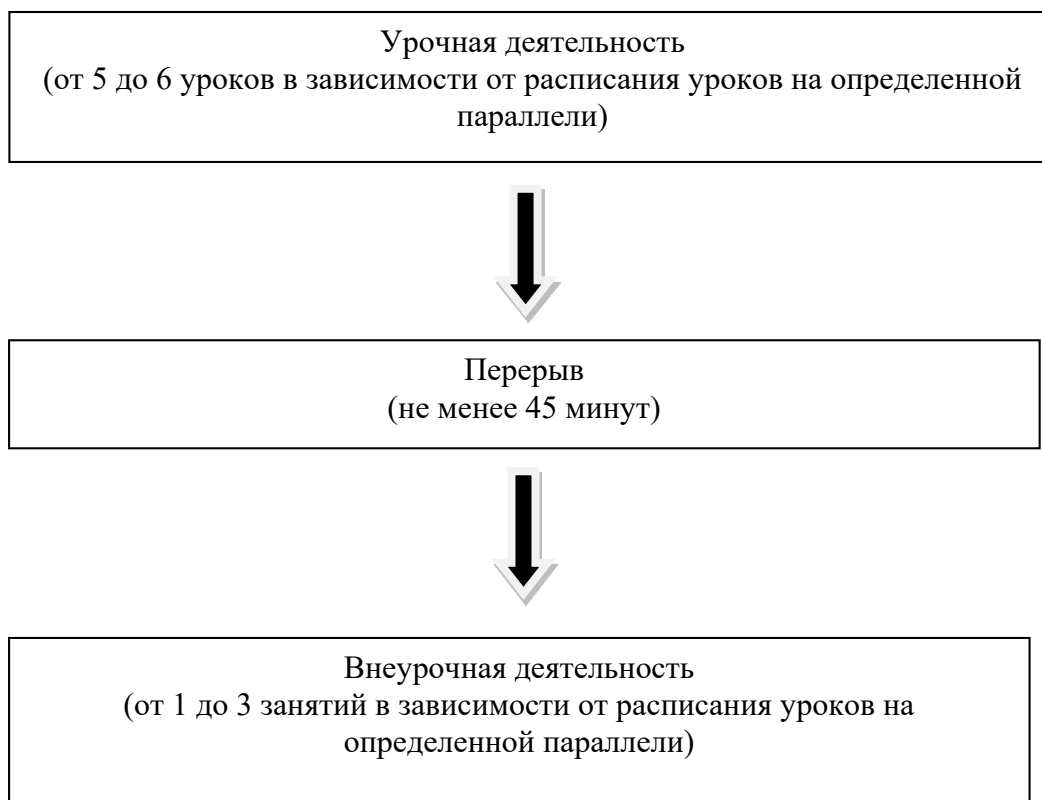 Урочная деятельность
(от 5 до 6 уроков в зависимости от расписания уроков на определенной
параллели)
Перерыв
(не менее 45 минут)
Внеурочная деятельность
(от 1 до 3 занятий в зависимости от расписания уроков на
определенной параллели)